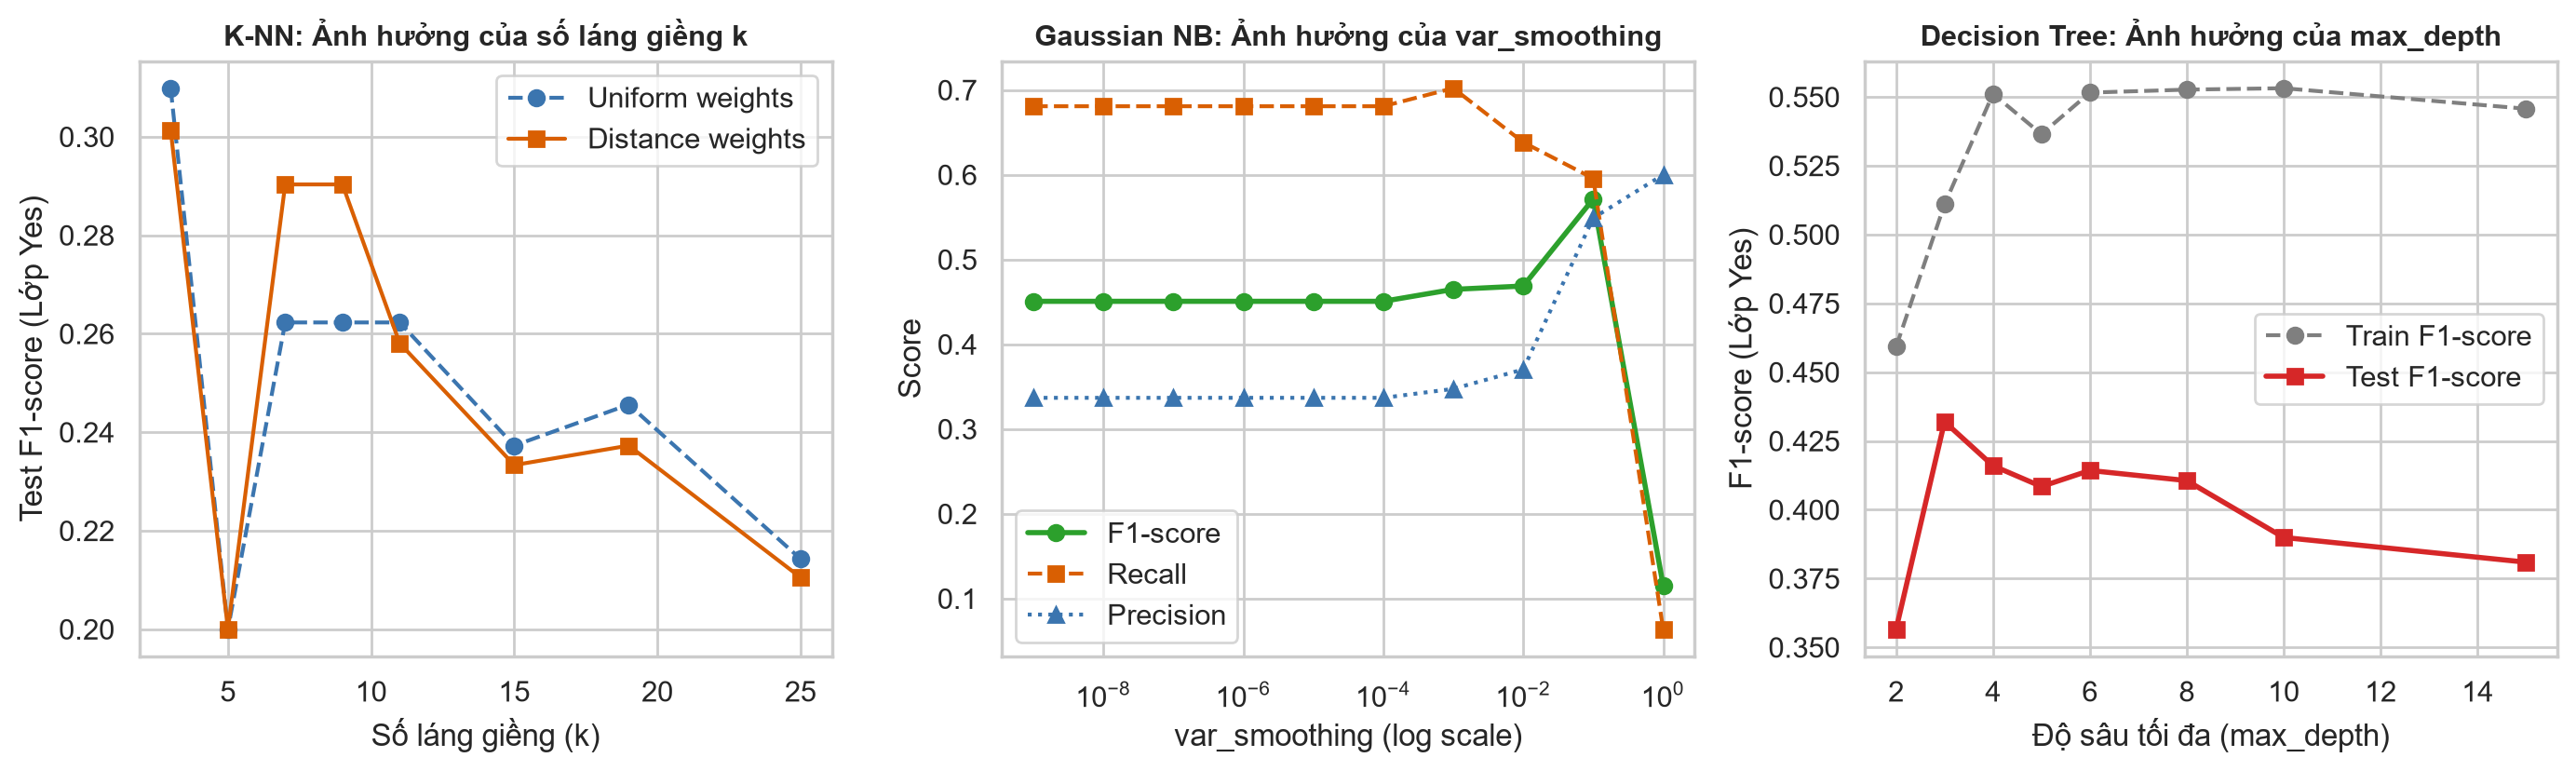 K-NN: Ảnh hưởng của số láng giềng k
Test F1-score (Lớp Yes)
0.30
0.28
0.26
0.24
0.22
0.20
Uniform weights
Distance weights
5 10 15 20 25
Số láng giềng (k)
Gaussian NB: Ảnh hưởng của var_smoothing
Score
0.7
0.6
0.5
0.4
0.3
0.2
0.1
F1-score
Recall
Precision
10⁻⁸ 10⁻⁶ 10⁻⁴ 10⁻² 10⁰
var_smoothing (log scale)
Decision Tree: Ảnh hưởng của max_depth
F1-score (Lớp Yes)
0.550
0.525
0.500
0.475
0.450
0.425
0.400
0.375
0.350
Train F1-score
Test F1-score
2 4 6 8 10 12 14
Độ sâu tối đa (max_depth)